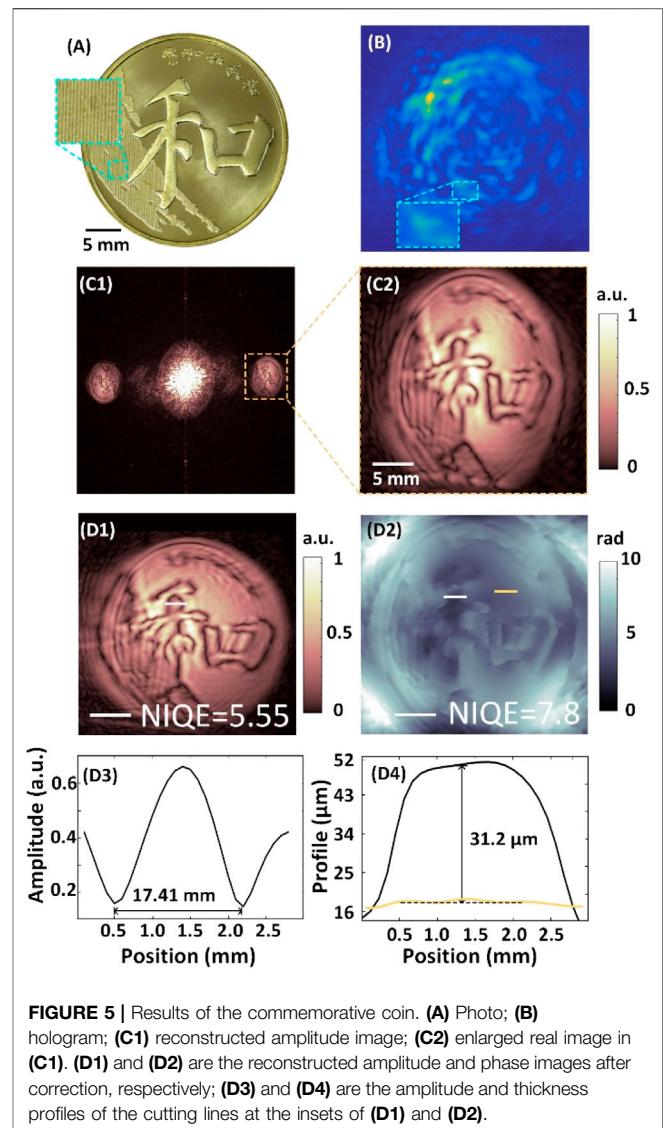 (A)
和
5 mm
(B)
(C1)
(C2)
a.u.
1
0.5
0
5 mm
(D1)
a.u.
1
0.5
0
NIQE=5.55
(D2)
rad
10
5
0
NIQE=7.8
(D3)
Amplitude (a.u.)
0.6
0.4
0.2
17.41 mm
0.5 1.0 1.5 2.0 2.5
Position (mm)
(D4)
Profile (μm)
52
43
34
25
16
31.2 μm
0.5 1.0 1.5 2.0 2.5
Position (mm)
FIGURE 5 | Results of the commemorative coin. (A) Photo; (B)
hologram; (C1) reconstructed amplitude image; (C2) enlarged real image in
(C1). (D1) and (D2) are the reconstructed amplitude and phase images after
correction, respectively; (D3) and (D4) are the amplitude and thickness
profiles of the cutting lines at the insets of (D1) and (D2).